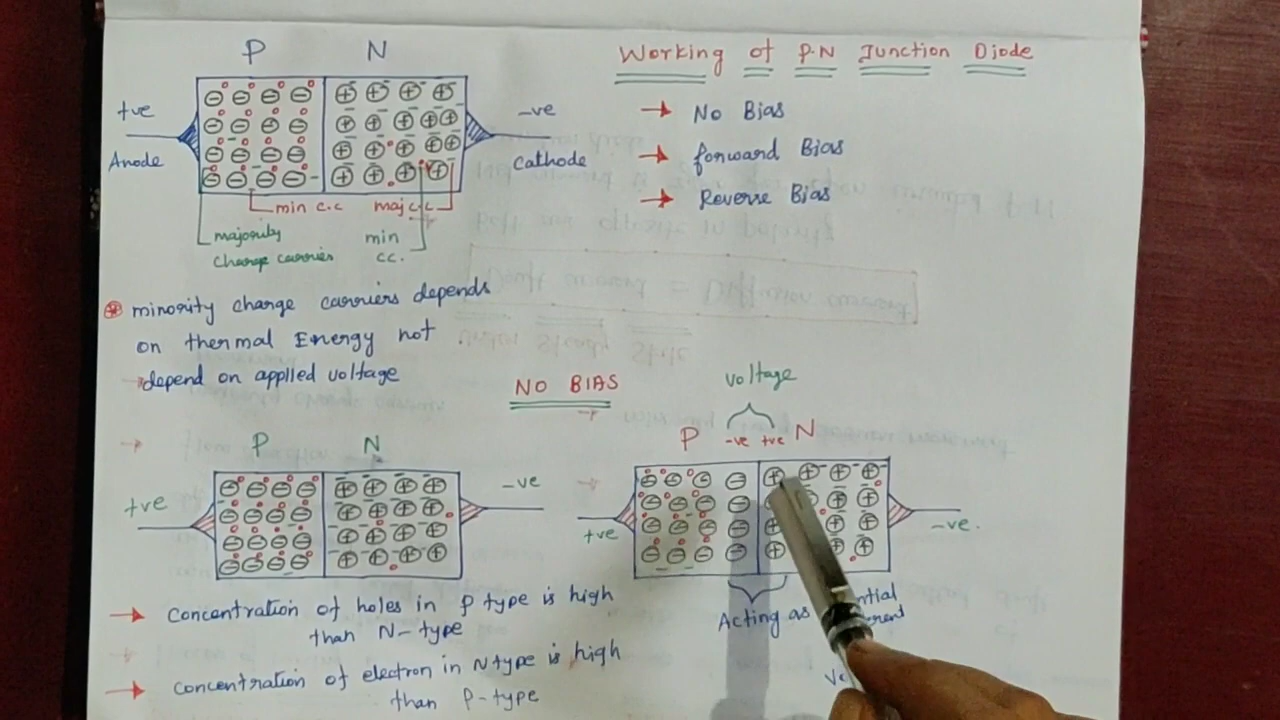 P N
Working of P-N Junction Diode
+ve
Anode
-ve
Cathode
→ No Bias
→ forward Bias
→ Reverse Bias
min c.c
maj c.c
majority
charge carries
min
cc.
minority charge carriers depends
on thermal Energy not
depend on applied voltage
NO BIAS
voltage
P N
+ve
-ve
P -ve +ve N
+ve
-ve.
Acting as
→ Concentration of holes in P type is high
than N-type
→ concentration of electron in N type is high
than P-type